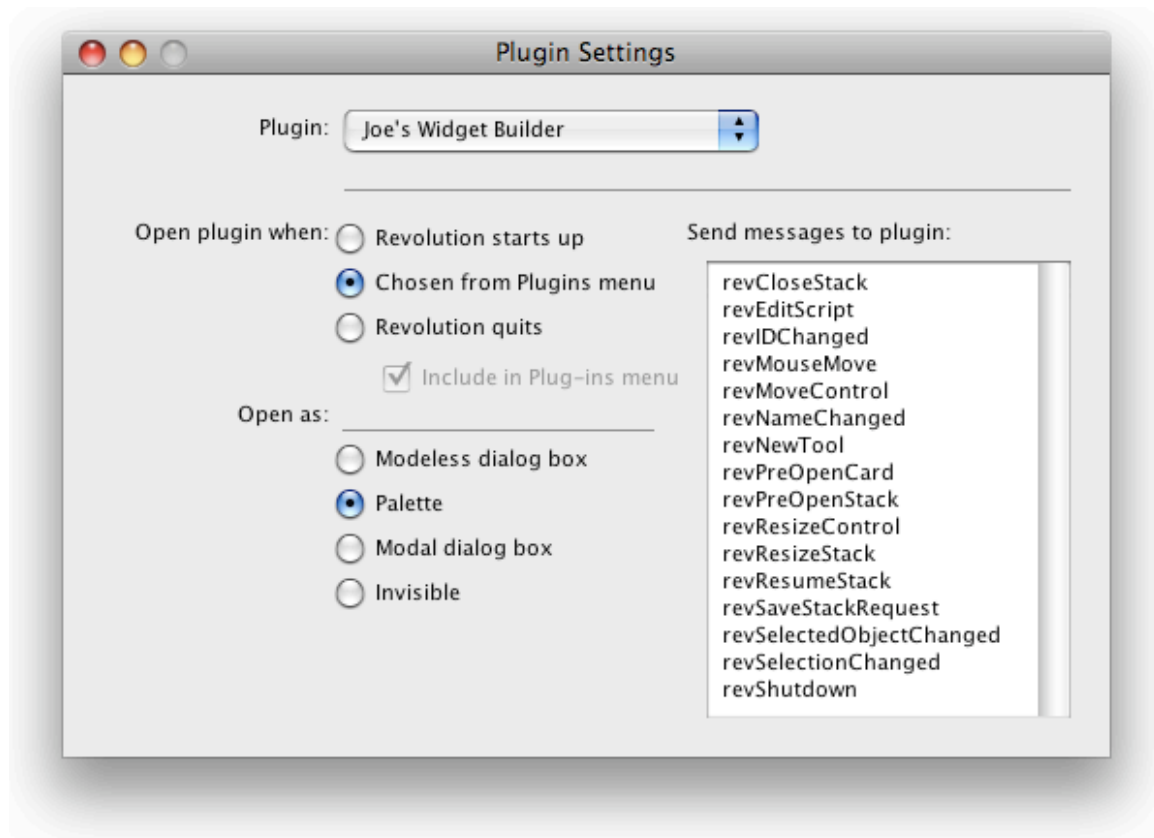 Plugin Settings
Plugin:
Joe's Widget Builder
Open plugin when:
Revolution starts up
Chosen from Plugins menu
Revolution quits
Include in Plug-ins menu
Open as:
Modeless dialog box
Palette
Modal dialog box
Invisible
Send messages to plugin:
revCloseStack
revEditScript
revIDChanged
revMouseMove
revMoveControl
revNameChanged
revNewTool
revPreOpenCard
revPreOpenStack
revResizeControl
revResizeStack
revResumeStack
revSaveStackRequest
revSelectedObjectChanged
revSelectionChanged
revShutdown